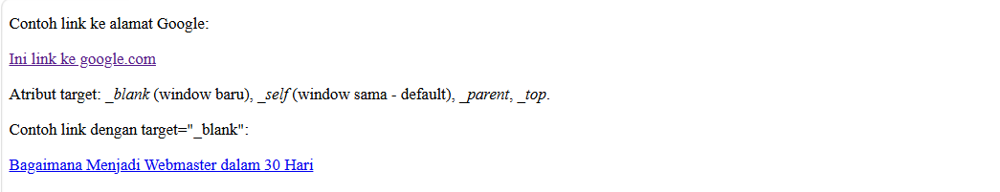 Contoh link ke alamat Google:
Ini link ke google.com
Atribut target: _blank (window baru), _self (window sama - default), _parent, _top.
Contoh link dengan target="_blank":
Bagaimana Menjadi Webmaster dalam 30 Hari